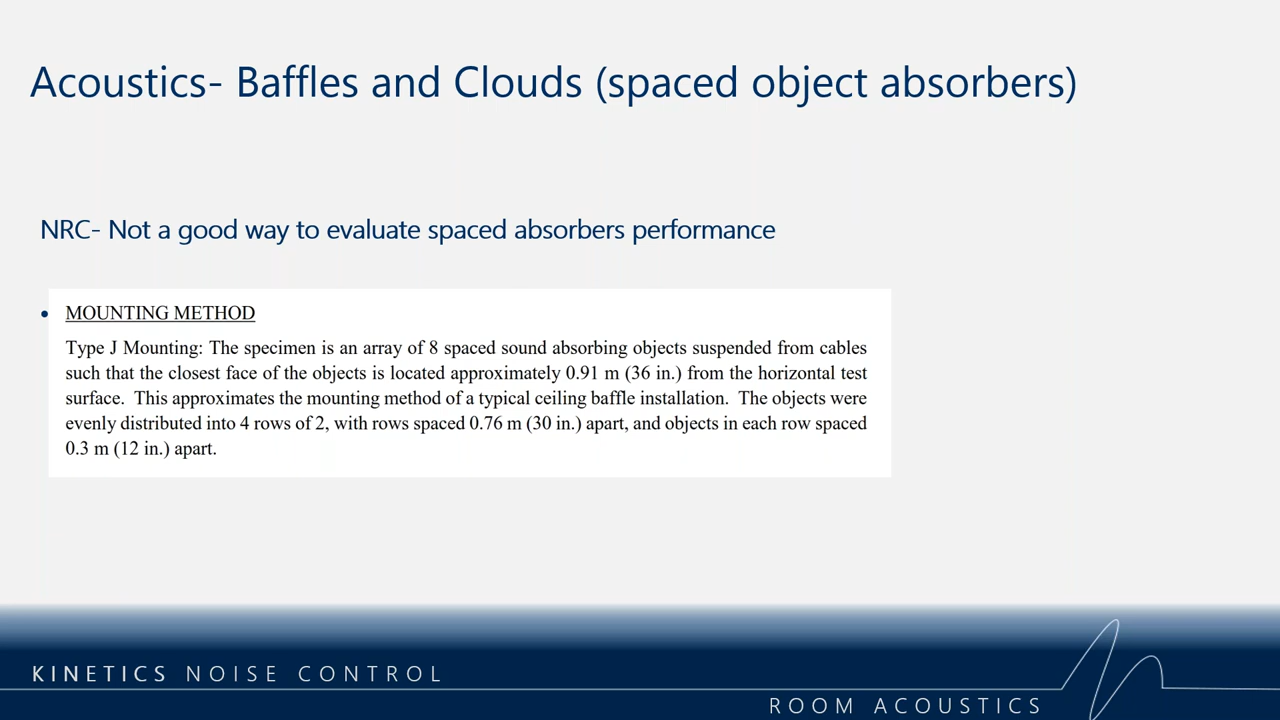 Acoustics- Baffles and Clouds (spaced object absorbers)
NRC- Not a good way to evaluate spaced absorbers performance
• MOUNTING METHOD
Type J Mounting: The specimen is an array of 8 spaced sound absorbing objects suspended from cables
such that the closest face of the objects is located approximately 0.91 m (36 in.) from the horizontal test
surface. This approximates the mounting method of a typical ceiling baffle installation. The objects were
evenly distributed into 4 rows of 2, with rows spaced 0.76 m (30 in.) apart, and objects in each row spaced
0.3 m (12 in.) apart.
KINETICS NOISE CONTROL
ROOM ACOUSTICS